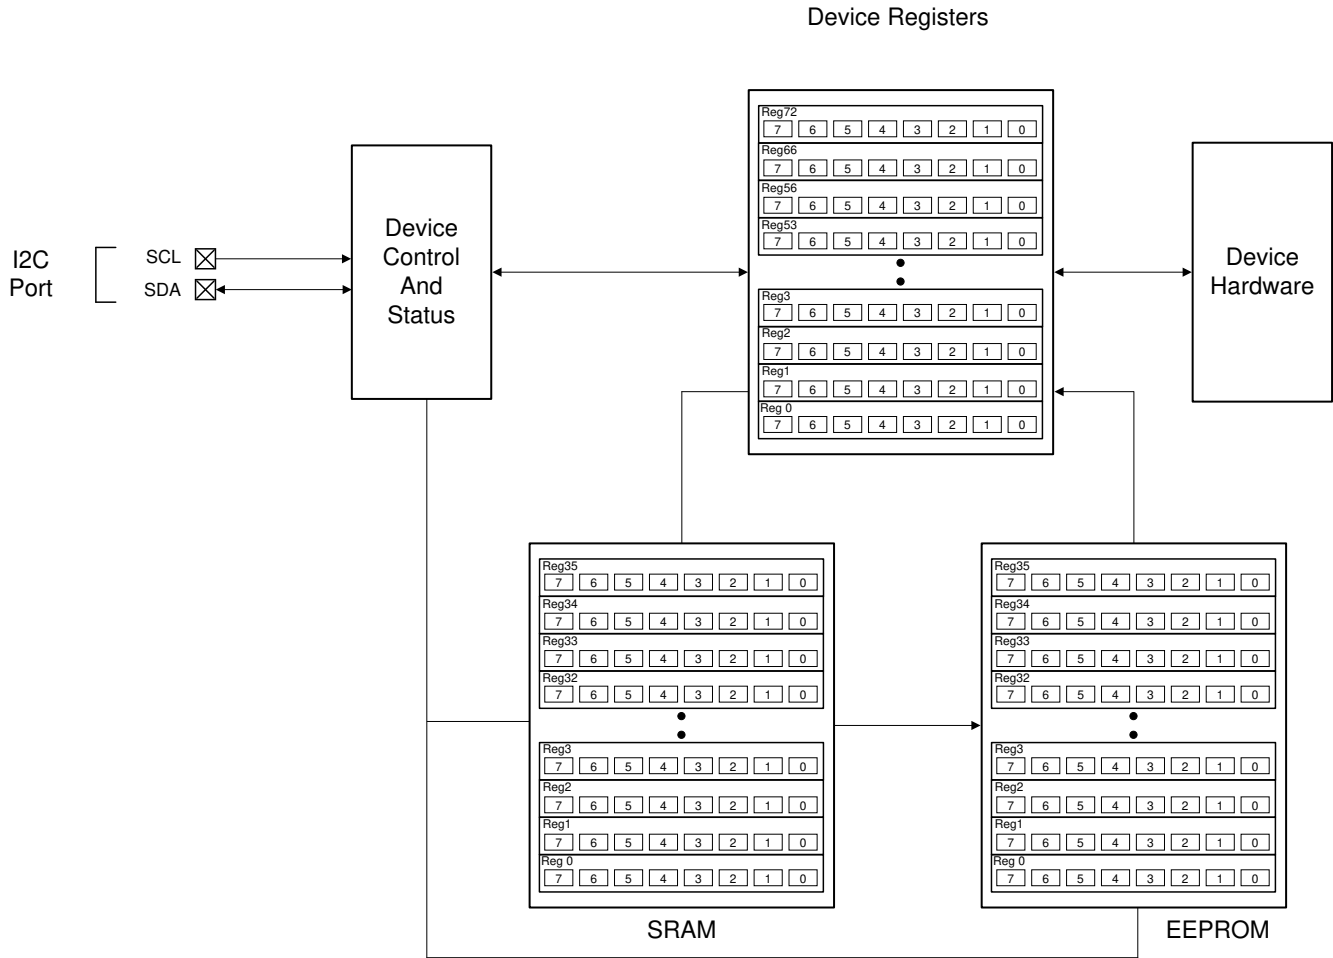 Device Registers
I2C
Port
SCL
SDA
Device
Control
And
Status
Reg72
7 6 5 4 3 2 1 0
Reg66
7 6 5 4 3 2 1 0
Reg56
7 6 5 4 3 2 1 0
Reg53
7 6 5 4 3 2 1 0
Reg3
7 6 5 4 3 2 1 0
Reg2
7 6 5 4 3 2 1 0
Reg1
7 6 5 4 3 2 1 0
Reg 0
7 6 5 4 3 2 1 0
Device
Hardware
Reg35
7 6 5 4 3 2 1 0
Reg34
7 6 5 4 3 2 1 0
Reg33
7 6 5 4 3 2 1 0
Reg32
7 6 5 4 3 2 1 0
Reg3
7 6 5 4 3 2 1 0
Reg2
7 6 5 4 3 2 1 0
Reg1
7 6 5 4 3 2 1 0
Reg 0
7 6 5 4 3 2 1 0
SRAM
Reg35
7 6 5 4 3 2 1 0
Reg34
7 6 5 4 3 2 1 0
Reg33
7 6 5 4 3 2 1 0
Reg32
7 6 5 4 3 2 1 0
Reg3
7 6 5 4 3 2 1 0
Reg2
7 6 5 4 3 2 1 0
Reg1
7 6 5 4 3 2 1 0
Reg 0
7 6 5 4 3 2 1 0
EEPROM